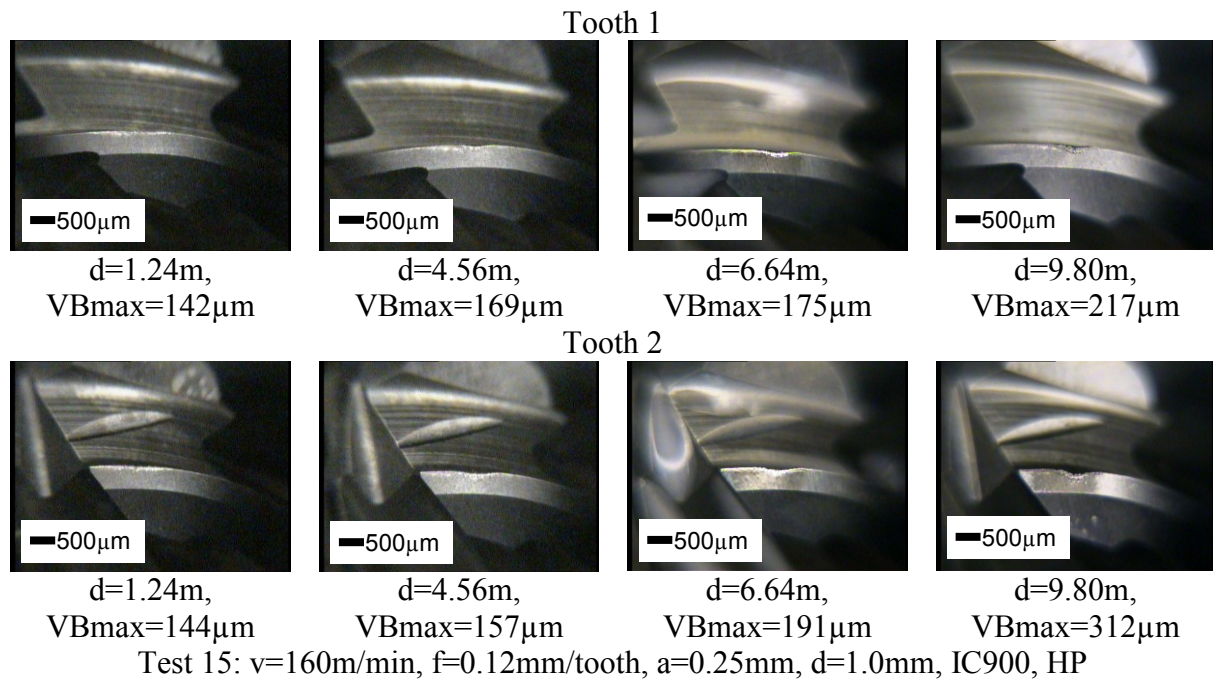 Tooth 1
500µm
500µm
500µm
500µm
d=1.24m,
VBmax=142µm
d=4.56m,
VBmax=169µm
d=6.64m,
VBmax=175µm
d=9.80m,
VBmax=217µm
Tooth 2
500µm
500µm
500µm
500µm
d=1.24m,
VBmax=144µm
d=4.56m,
VBmax=157µm
d=6.64m,
VBmax=191µm
d=9.80m,
VBmax=312µm
Test 15: v=160m/min, f=0.12mm/tooth, a=0.25mm, d=1.0mm, IC900, HP